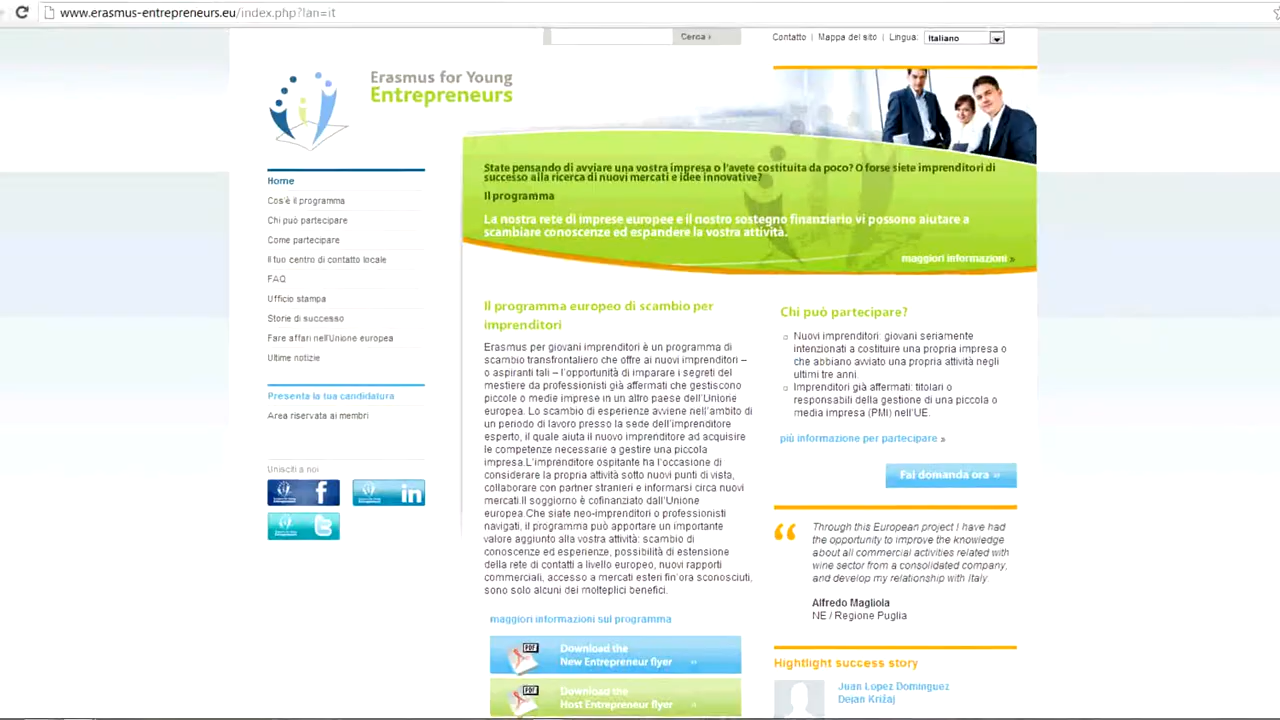 www.erasmus-entrepreneurs.eu/index.php?lan=it
Cerca ›
Contatto | Mappa del sito | Lingua: Italiano
Erasmus for Young
Entrepreneurs
State pensando di avviare una vostra impresa o l'avete costituita da poco? O forse siete imprenditori di
successo alla ricerca di nuovi mercati e idee innovative?
Il programma
La nostra rete di imprese europee e il nostro sostegno finanziario vi possono aiutare a
scambiare conoscenze ed espandere la vostra attività.
maggiori informazioni »
Home
Cos'è il programma
Chi può partecipare
Come partecipare
Il tuo centro di contatto locale
FAQ
Ufficio stampa
Storie di successo
Fare affari nell'Unione europea
Ultime notizie
Presenta la tua candidatura
Area riservata ai membri
Unisciti a noi
Il programma europeo di scambio per
imprenditori
Erasmus per giovani imprenditori è un programma di
scambio transfrontaliero che offre ai nuovi imprenditori –
o aspiranti tali – l'opportunità di imparare i segreti del
mestiere da professionisti già affermati che gestiscono
piccole o medie imprese in un altro paese dell'Unione
europea. Lo scambio di esperienze avviene nell'ambito di
un periodo di lavoro presso la sede dell'imprenditore
esperto, il quale aiuta il nuovo imprenditore ad acquisire
le competenze necessarie a gestire una piccola
impresa.L'imprenditore ospitante ha l'occasione di
considerare la propria attività sotto nuovi punti di vista,
collaborare con partner stranieri e informarsi circa nuovi
mercati.Il soggiorno è cofinanziato dall'Unione
europea.Che siate neo-imprenditori o professionisti
navigati, il programma può apportare un importante
valore aggiunto alla vostra attività: scambio di
conoscenze ed esperienze, possibilità di estensione
della rete di contatti a livello europeo, nuovi rapporti
commerciali, accesso a mercati esteri fin'ora sconosciuti,
sono solo alcuni dei molteplici benefici.
maggiori informazioni sul programma
PDF
Download the
New Entrepreneur flyer »
PDF
Download the
Host Entrepreneur flyer »
Chi può partecipare?
Nuovi imprenditori: giovani seriamente
intenzionati a costituire una propria impresa o
che abbiano avviato una propria attività negli
ultimi tre anni.
Imprenditori già affermati: titolari o
responsabili della gestione di una piccola o
media impresa (PMI) nell'UE.
più informazione per partecipare »
Fai domanda ora »
Through this European project I have had
the opportunity to improve the knowledge
about all commercial activities related with
wine sector from a consolidated company,
and develop my relationship with Italy
Alfredo Magliola
NE / Regione Puglia
Hightlight success story
Juan Lopez Dominguez
Dejan Križaj